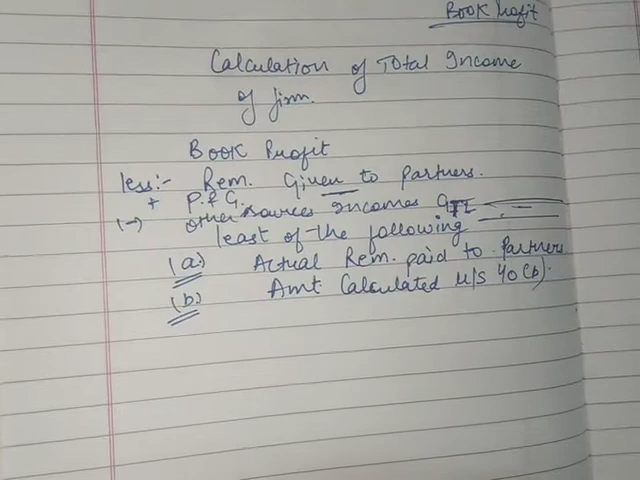 Book Profit
Calculation of Total Income
of firm.
Book Profit
less:- Rem. Given to partners.
+ P.F G.
(-) other sources incomes GTI
least of the following
(a) Actual Rem. paid to Partners
(b) Amt Calculated u/s 40(b).